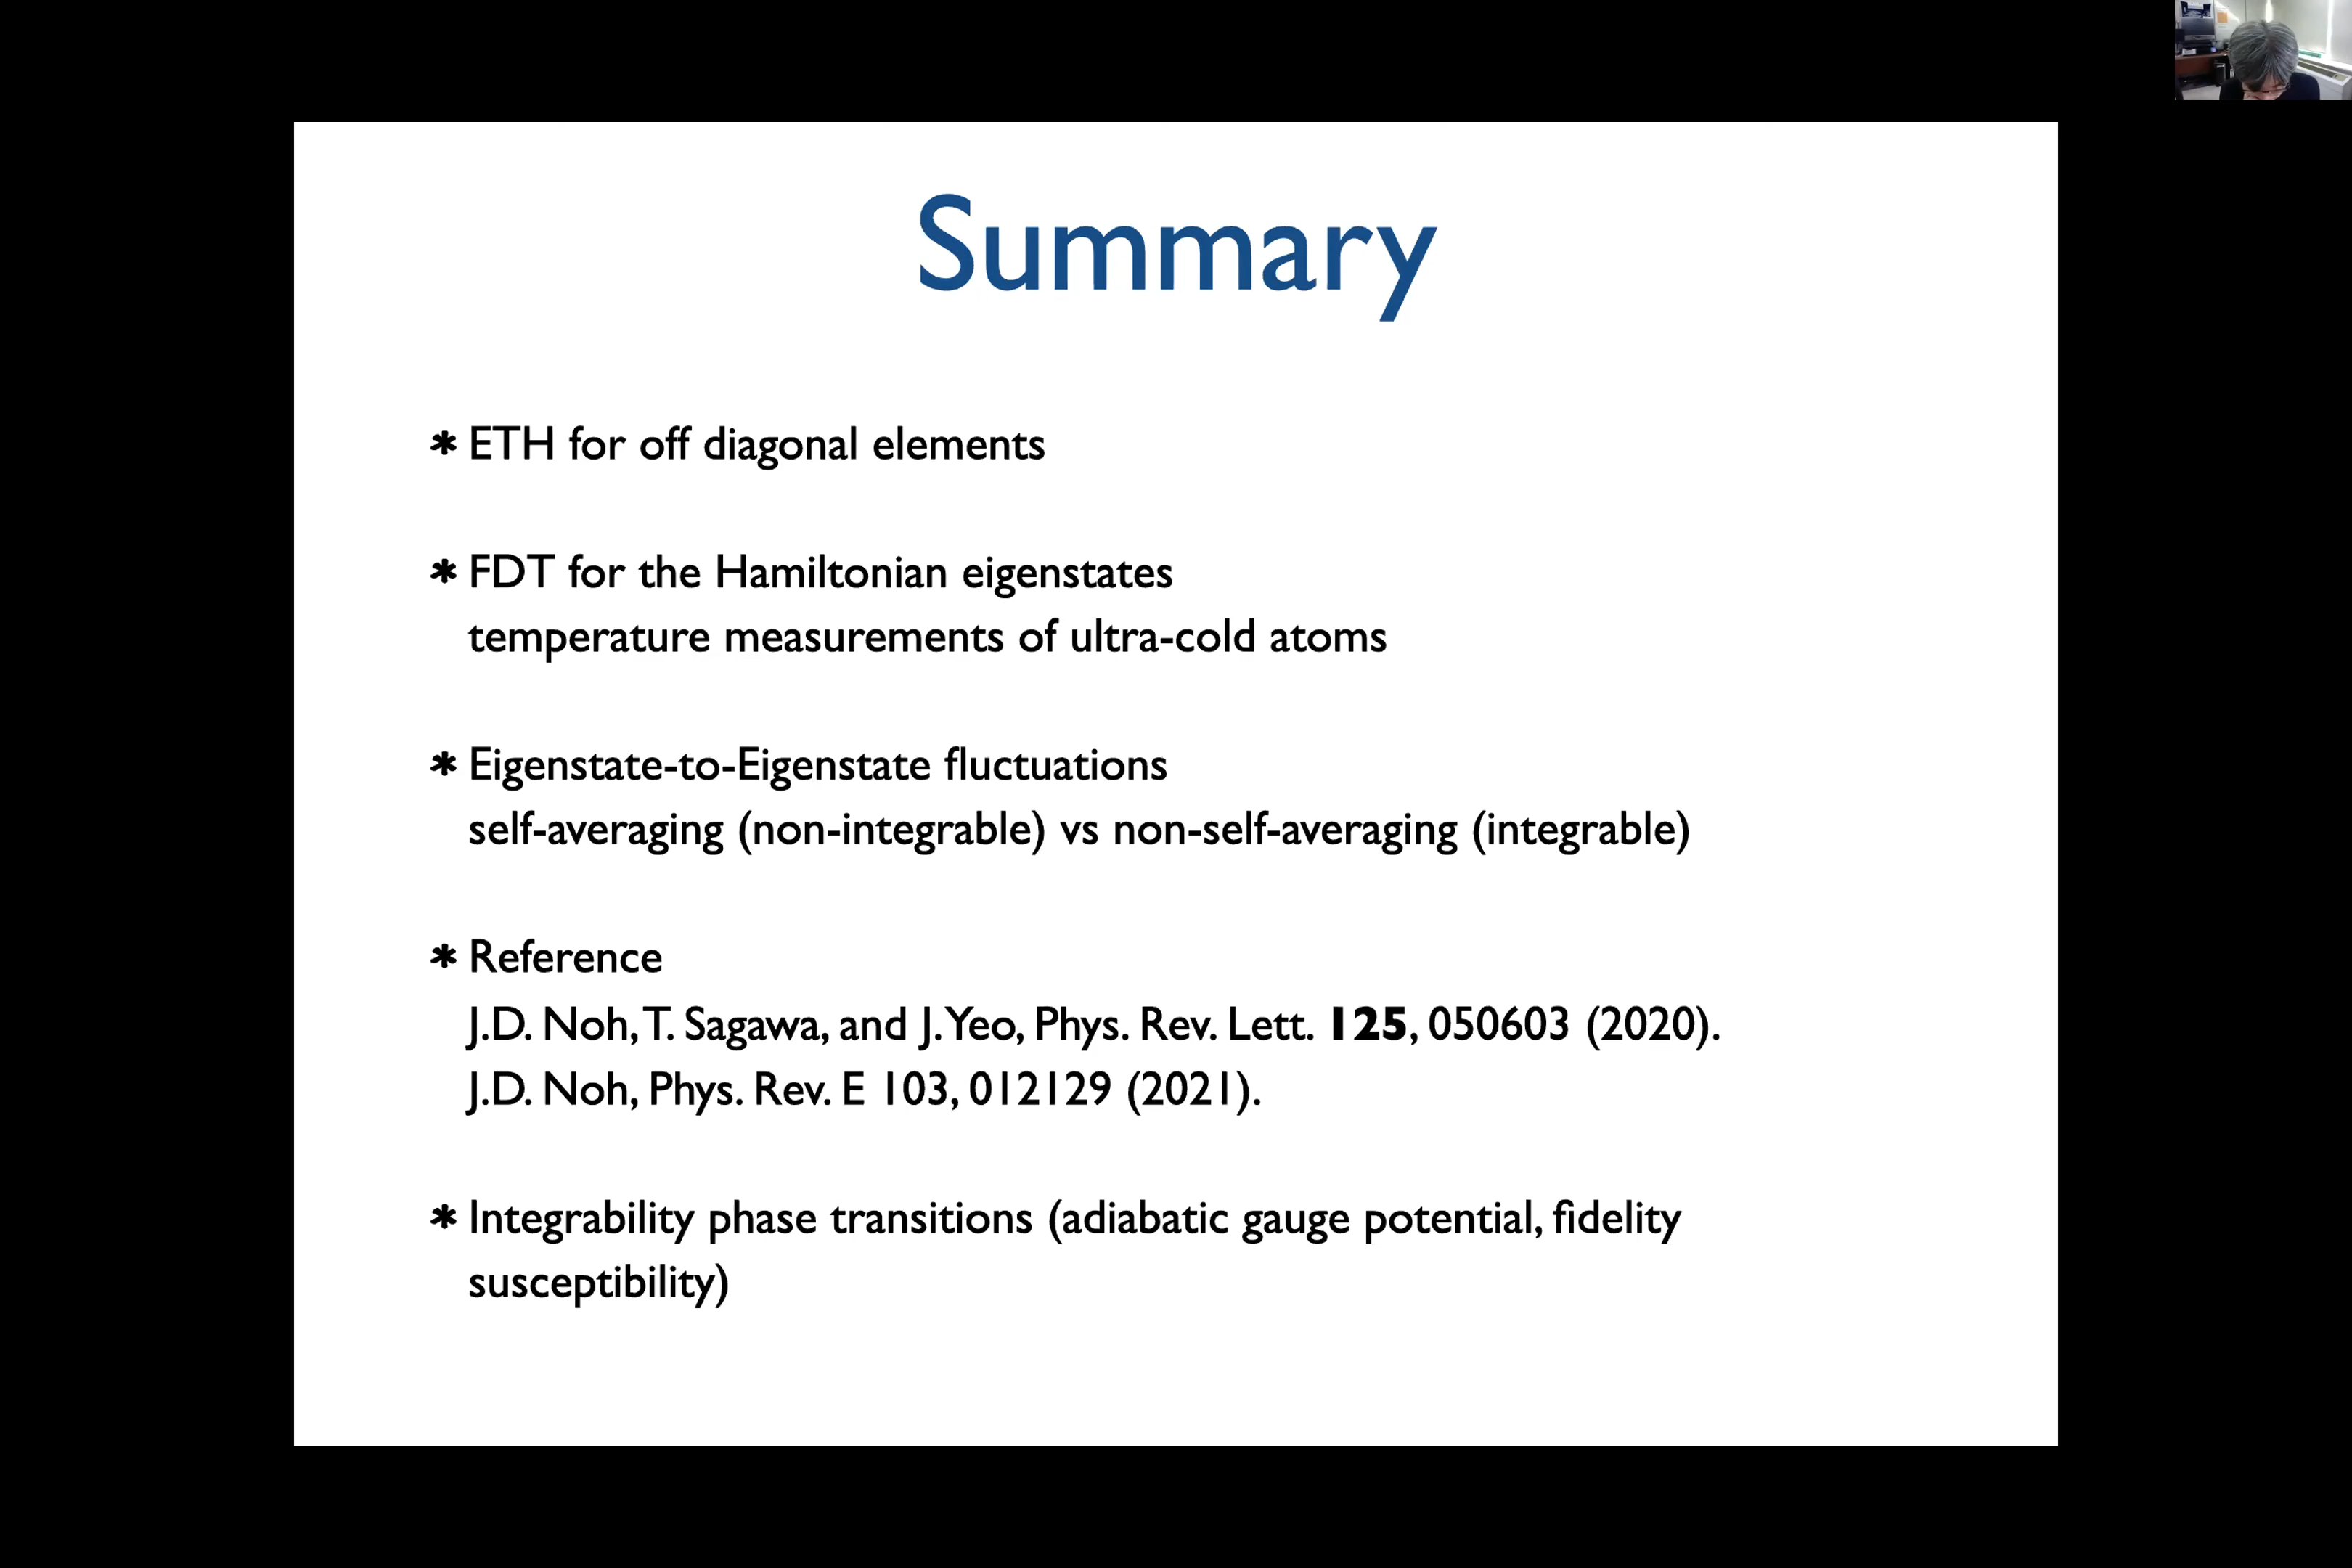 Summary
* ETH for off diagonal elements
* FDT for the Hamiltonian eigenstates
temperature measurements of ultra-cold atoms
* Eigenstate-to-Eigenstate fluctuations
self-averaging (non-integrable) vs non-self-averaging (integrable)
* Reference
J.D. Noh, T. Sagawa, and J. Yeo, Phys. Rev. Lett. 125, 050603 (2020).
J.D. Noh, Phys. Rev. E 103, 012129 (2021).
* Integrability phase transitions (adiabatic gauge potential, fidelity
susceptibility)